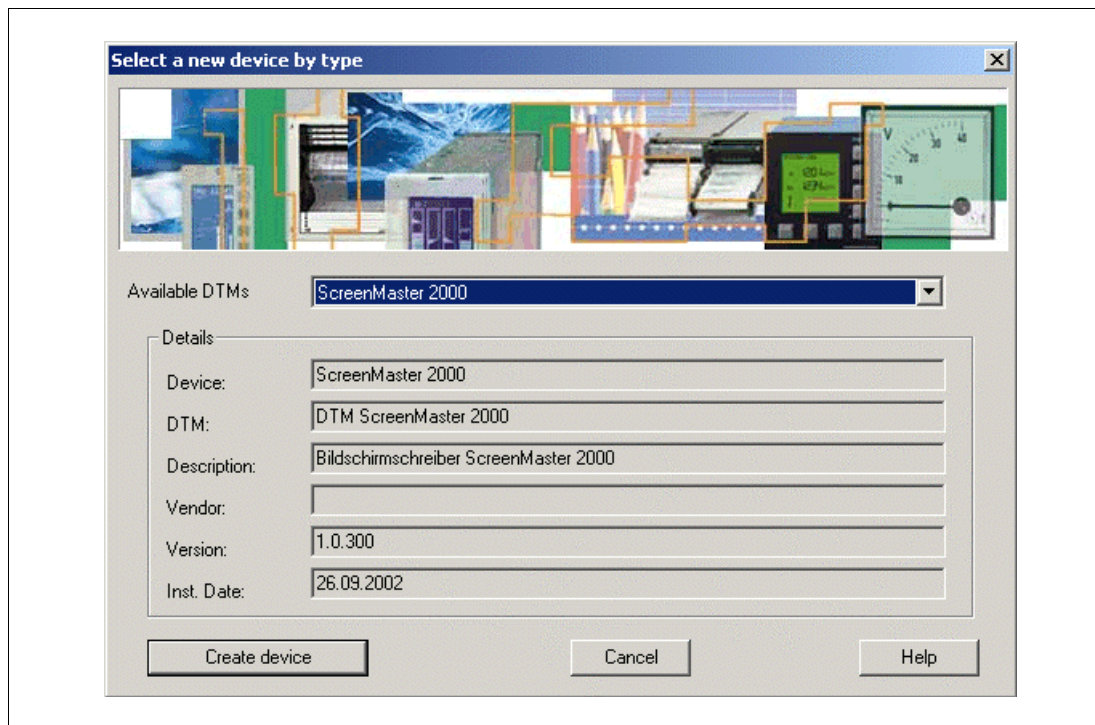 Select a new device by type
Available DTMs
ScreenMaster 2000
Details
Device: ScreenMaster 2000
DTM: DTM ScreenMaster 2000
Description: Bildschirmschreiber ScreenMaster 2000
Vendor:
Version: 1.0.300
Inst. Date: 26.09.2002
Create device Cancel Help